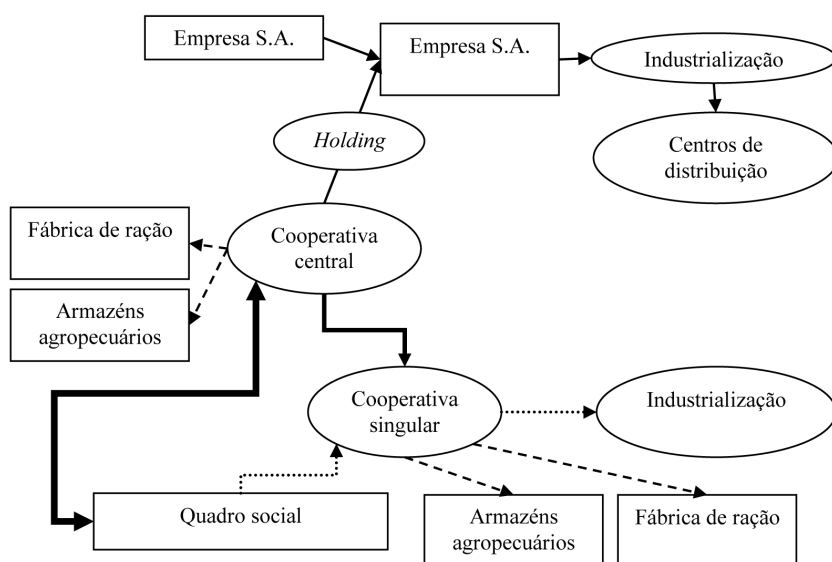 Empresa S.A.
Empresa S.A.
Industrialização
Holding
Centros de
distribuição
Fábrica de ração
Cooperativa
central
Armazéns
agropecuários
Cooperativa
singular
Industrialização
Quadro social
Armazéns
agropecuários
Fábrica de ração